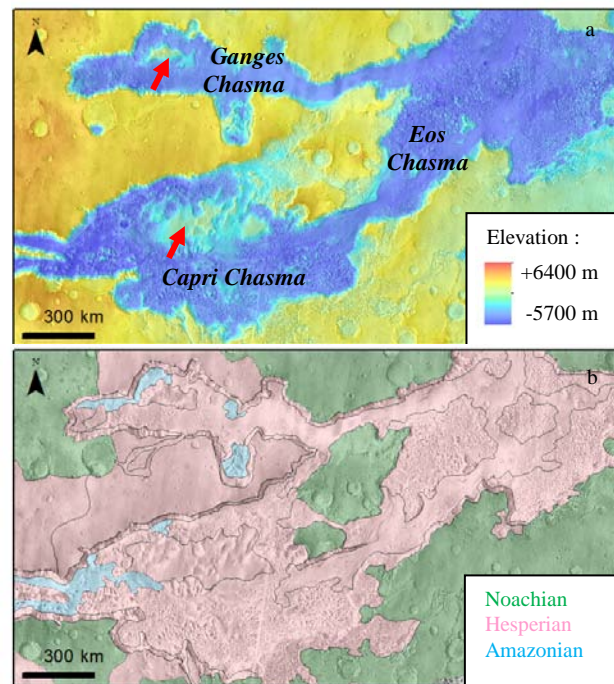 N
a
Ganges
Chasma
Eos
Chasma
Capri Chasma
Elevation :
+6400 m
-5700 m
300 km
N
b
Noachian
Hesperian
Amazonian
300 km